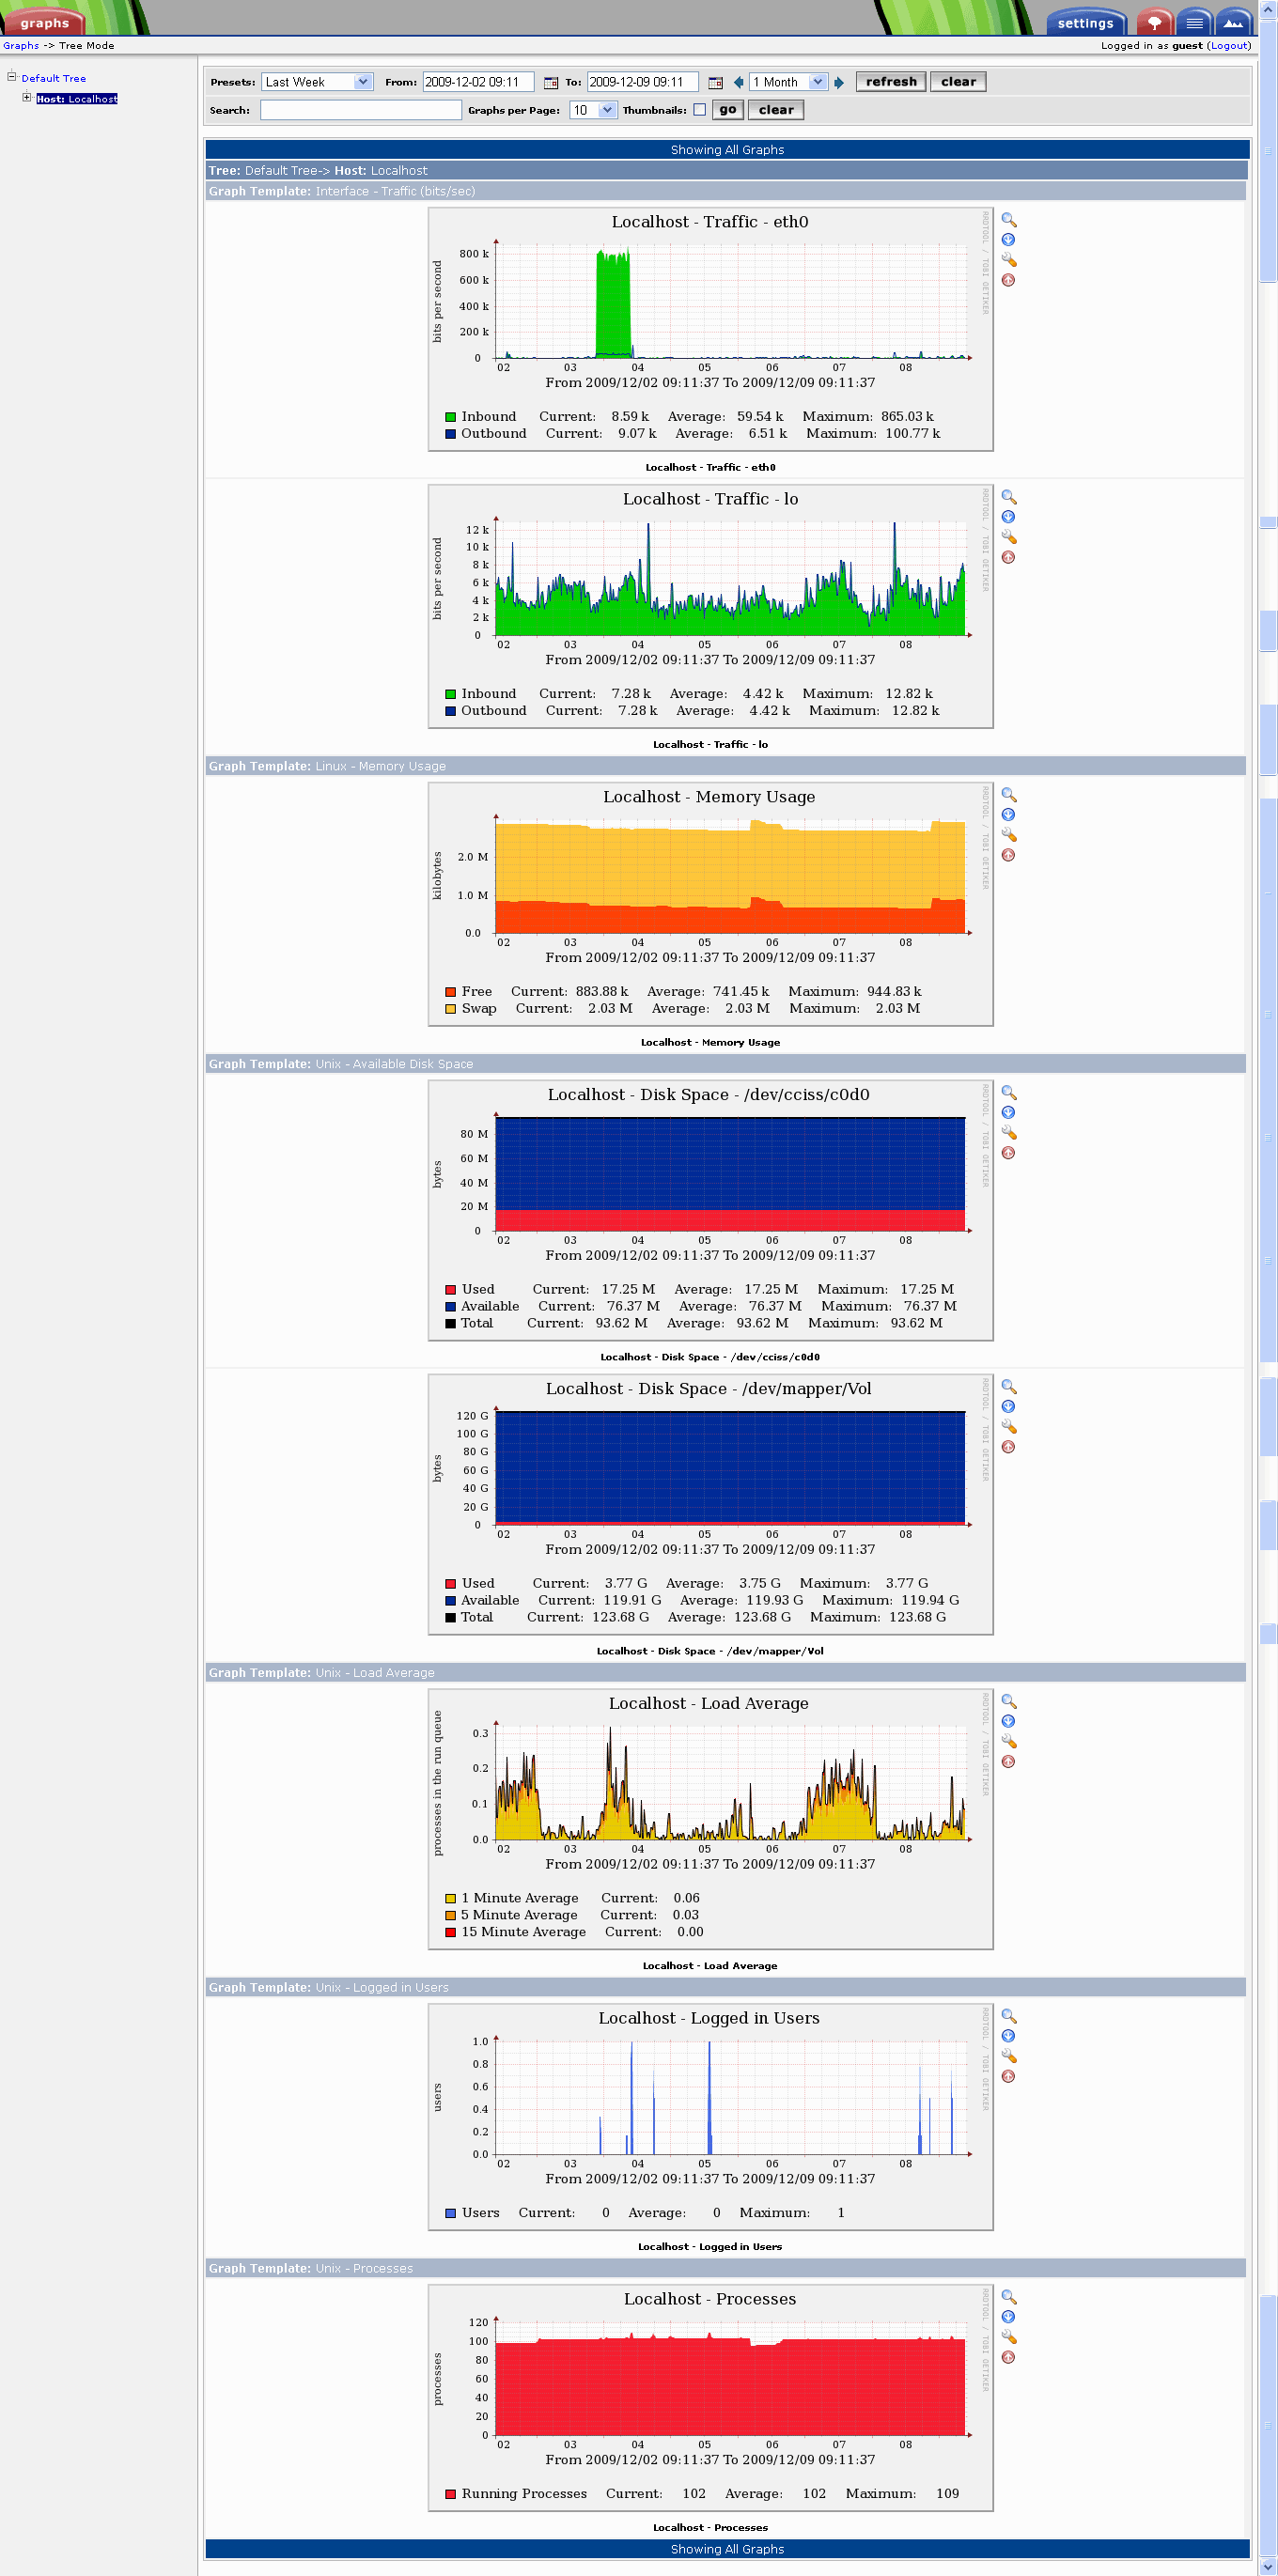 graphs
settings
Graphs -> Tree Mode
Logged in as guest (Logout)
Default Tree
Host: Localhost
Presets: Last Week From: 2009-12-02 09:11 To: 2009-12-09 09:11 1 Month refresh clear
Search: Graphs per Page: 10 Thumbnails: go clear
Showing All Graphs
Tree: Default Tree-> Host: Localhost
Graph Template: Interface - Traffic (bits/sec)
Localhost - Traffic - eth0
RRDTOOL / TOBI OETIKER
bits per second
800 k
600 k
400 k
200 k
0
02 03 04 05 06 07 08
From 2009/12/02 09:11:37 To 2009/12/09 09:11:37
Inbound Current: 8.59 k Average: 59.54 k Maximum: 865.03 k
Outbound Current: 9.07 k Average: 6.51 k Maximum: 100.77 k
Localhost - Traffic - eth0
Localhost - Traffic - lo
RRDTOOL / TOBI OETIKER
bits per second
12 k
10 k
8 k
6 k
4 k
2 k
0
02 03 04 05 06 07 08
From 2009/12/02 09:11:37 To 2009/12/09 09:11:37
Inbound Current: 7.28 k Average: 4.42 k Maximum: 12.82 k
Outbound Current: 7.28 k Average: 4.42 k Maximum: 12.82 k
Localhost - Traffic - lo
Graph Template: Linux - Memory Usage
Localhost - Memory Usage
RRDTOOL / TOBI OETIKER
kilobytes
2.0 M
1.0 M
0.0
02 03 04 05 06 07 08
From 2009/12/02 09:11:37 To 2009/12/09 09:11:37
Free Current: 883.88 k Average: 741.45 k Maximum: 944.83 k
Swap Current: 2.03 M Average: 2.03 M Maximum: 2.03 M
Localhost - Memory Usage
Graph Template: Unix - Available Disk Space
Localhost - Disk Space - /dev/cciss/c0d0
RRDTOOL / TOBI OETIKER
bytes
80 M
60 M
40 M
20 M
0
02 03 04 05 06 07 08
From 2009/12/02 09:11:37 To 2009/12/09 09:11:37
Used Current: 17.25 M Average: 17.25 M Maximum: 17.25 M
Available Current: 76.37 M Average: 76.37 M Maximum: 76.37 M
Total Current: 93.62 M Average: 93.62 M Maximum: 93.62 M
Localhost - Disk Space - /dev/cciss/c0d0
Localhost - Disk Space - /dev/mapper/Vol
RRDTOOL / TOBI OETIKER
bytes
120 G
100 G
80 G
60 G
40 G
20 G
0
02 03 04 05 06 07 08
From 2009/12/02 09:11:37 To 2009/12/09 09:11:37
Used Current: 3.77 G Average: 3.75 G Maximum: 3.77 G
Available Current: 119.91 G Average: 119.93 G Maximum: 119.94 G
Total Current: 123.68 G Average: 123.68 G Maximum: 123.68 G
Localhost - Disk Space - /dev/mapper/Vol
Graph Template: Unix - Load Average
Localhost - Load Average
RRDTOOL / TOBI OETIKER
processes in the run queue
0.3
0.2
0.1
0.0
02 03 04 05 06 07 08
From 2009/12/02 09:11:37 To 2009/12/09 09:11:37
1 Minute Average Current: 0.06
5 Minute Average Current: 0.03
15 Minute Average Current: 0.00
Localhost - Load Average
Graph Template: Unix - Logged in Users
Localhost - Logged in Users
RRDTOOL / TOBI OETIKER
users
1.0
0.8
0.6
0.4
0.2
0.0
02 03 04 05 06 07 08
From 2009/12/02 09:11:37 To 2009/12/09 09:11:37
Users Current: 0 Average: 0 Maximum: 1
Localhost - Logged in Users
Graph Template: Unix - Processes
Localhost - Processes
RRDTOOL / TOBI OETIKER
processes
120
100
80
60
40
20
0
02 03 04 05 06 07 08
From 2009/12/02 09:11:37 To 2009/12/09 09:11:37
Running Processes Current: 102 Average: 102 Maximum: 109
Localhost - Processes
Showing All Graphs